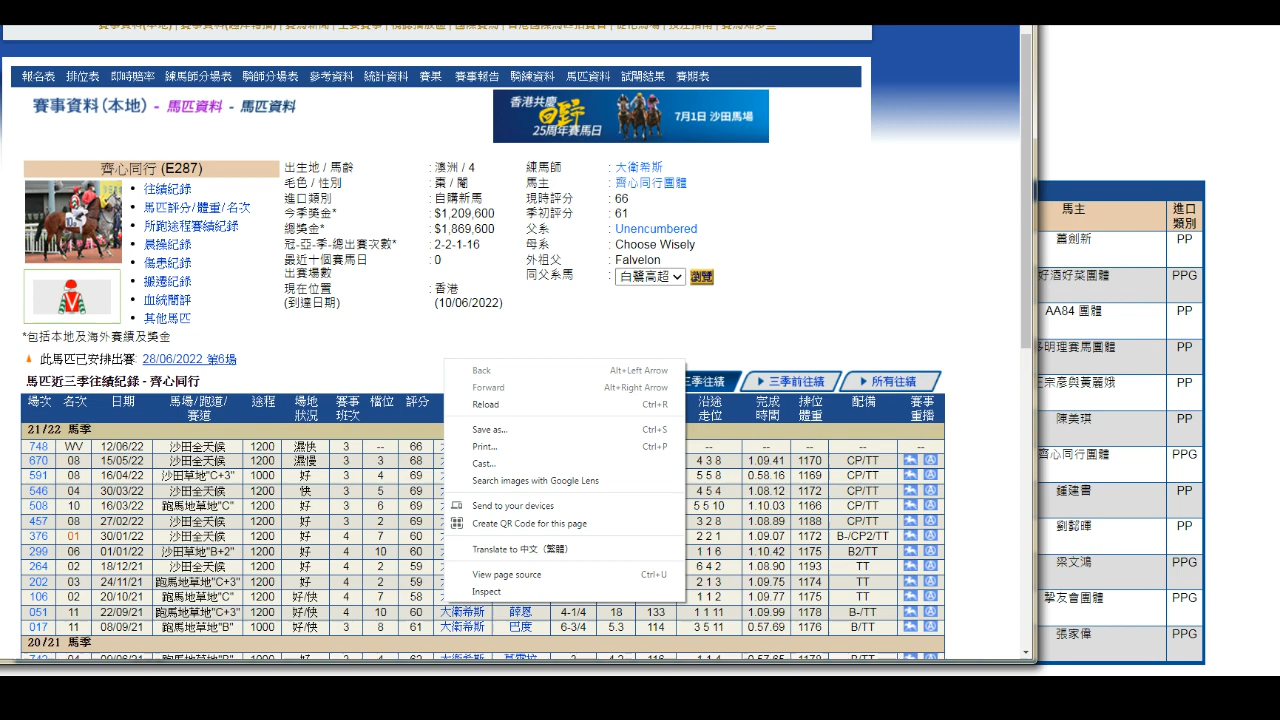 報名表 排位表 即時賠率 練馬師分場表 騎師分場表 參考資料 統計資料 賽果 賽事報告 騎練資料 馬匹資料 試閘結果 賽期表
賽事資料(本地) - 馬匹資料 - 馬匹資料
香港共慶
回歸
25周年賽馬日
7月1日 沙田馬場
齊心同行 (E287)
往績紀錄
馬匹評分/體重/名次
所跑途程賽績紀錄
晨操紀錄
傷患紀錄
搬遷紀錄
血統簡評
其他馬匹
出生地 / 馬齡 : 澳洲 / 4 練馬師 : 大衛希斯
毛色 / 性別 : 棗 / 閹 馬主 : 齊心同行團體
進口類別 : 自購新馬 現時評分 : 66
今季獎金* : $1,209,600 季初評分 : 61
總獎金* : $1,869,600 父系 : Unencumbered
冠-亞-季-總出賽次數* : 2-2-1-16 母系 : Choose Wisely
最近十個賽馬日 : 0 外祖父 : Falvelon
出賽場數 同父系馬 : 白鷺高超 瀏覽
現在位置 : 香港
(到達日期) (10/06/2022)
*包括本地及海外賽績及獎金
此馬匹已安排出賽: 28/06/2022 第6場
馬匹近三季往績紀錄 - 齊心同行
三季往績 三季前往績 所有往績
場次 名次 日期 馬場/跑道/賽道 途程 場地狀況 賽事班次 檔位 評分 沿途走位 完成時間 排位體重 配備 賽事重播
21/22 馬季
748 WV 12/06/22 沙田全天候 1200 濕快 3 -- 66 -- -- -- --
670 08 15/05/22 沙田全天候 1200 濕慢 3 3 68 4 3 8 1.09.41 1170 CP/TT
591 08 16/04/22 沙田草地"C+3" 1000 好 3 4 69 5 5 8 0.58.16 1169 CP/TT
546 04 30/03/22 沙田全天候 1200 快 3 5 69 4 5 4 1.08.12 1172 CP/TT
508 10 16/03/22 跑馬地草地"C" 1200 好 3 6 69 5 5 10 1.10.03 1166 CP/TT
457 08 27/02/22 沙田全天候 1200 好 3 2 69 3 2 8 1.08.89 1188 CP/TT
376 01 30/01/22 沙田全天候 1200 好 4 7 60 2 2 1 1.09.07 1172 B-/CP2/TT
299 06 01/01/22 沙田草地"B+2" 1200 好 4 10 60 1 1 6 1.10.42 1175 B2/TT
264 02 18/12/21 沙田全天候 1200 好 4 2 59 6 4 2 1.08.90 1193 TT
202 03 24/11/21 跑馬地草地"C+3" 1200 好 4 2 59 2 1 3 1.09.75 1174 TT
106 02 20/10/21 跑馬地草地"C" 1200 好/快 4 7 58 1 1 2 1.09.77 1175 TT
051 11 22/09/21 跑馬地草地"C+3" 1200 好/快 4 10 60 大衛希斯 薛恩 4-1/4 18 133 1 1 11 1.09.99 1178 B-/TT
017 11 08/09/21 跑馬地草地"B" 1000 好/快 4 8 61 大衛希斯 巴度 6-3/4 5.3 114 3 5 11 0.57.69 1176 B/TT
20/21 馬季
Back Alt+Left Arrow
Forward Alt+Right Arrow
Reload Ctrl+R
Save as... Ctrl+S
Print... Ctrl+P
Cast...
Search images with Google Lens
Send to your devices
Create QR Code for this page
Translate to 中文（繁體）
View page source Ctrl+U
Inspect
馬主 進口類別
蕭劍新 PP
好酒好菜團體 PPG
AA84 團體 PP
明理賽馬團體 PP
宗彥與黃麗娥 PP
陳美琪 PP
齊心同行團體 PPG
鍾建書 PP
劉懿暉 PP
梁文鴻 PPG
摯友會團體 PPG
張家偉 PPG